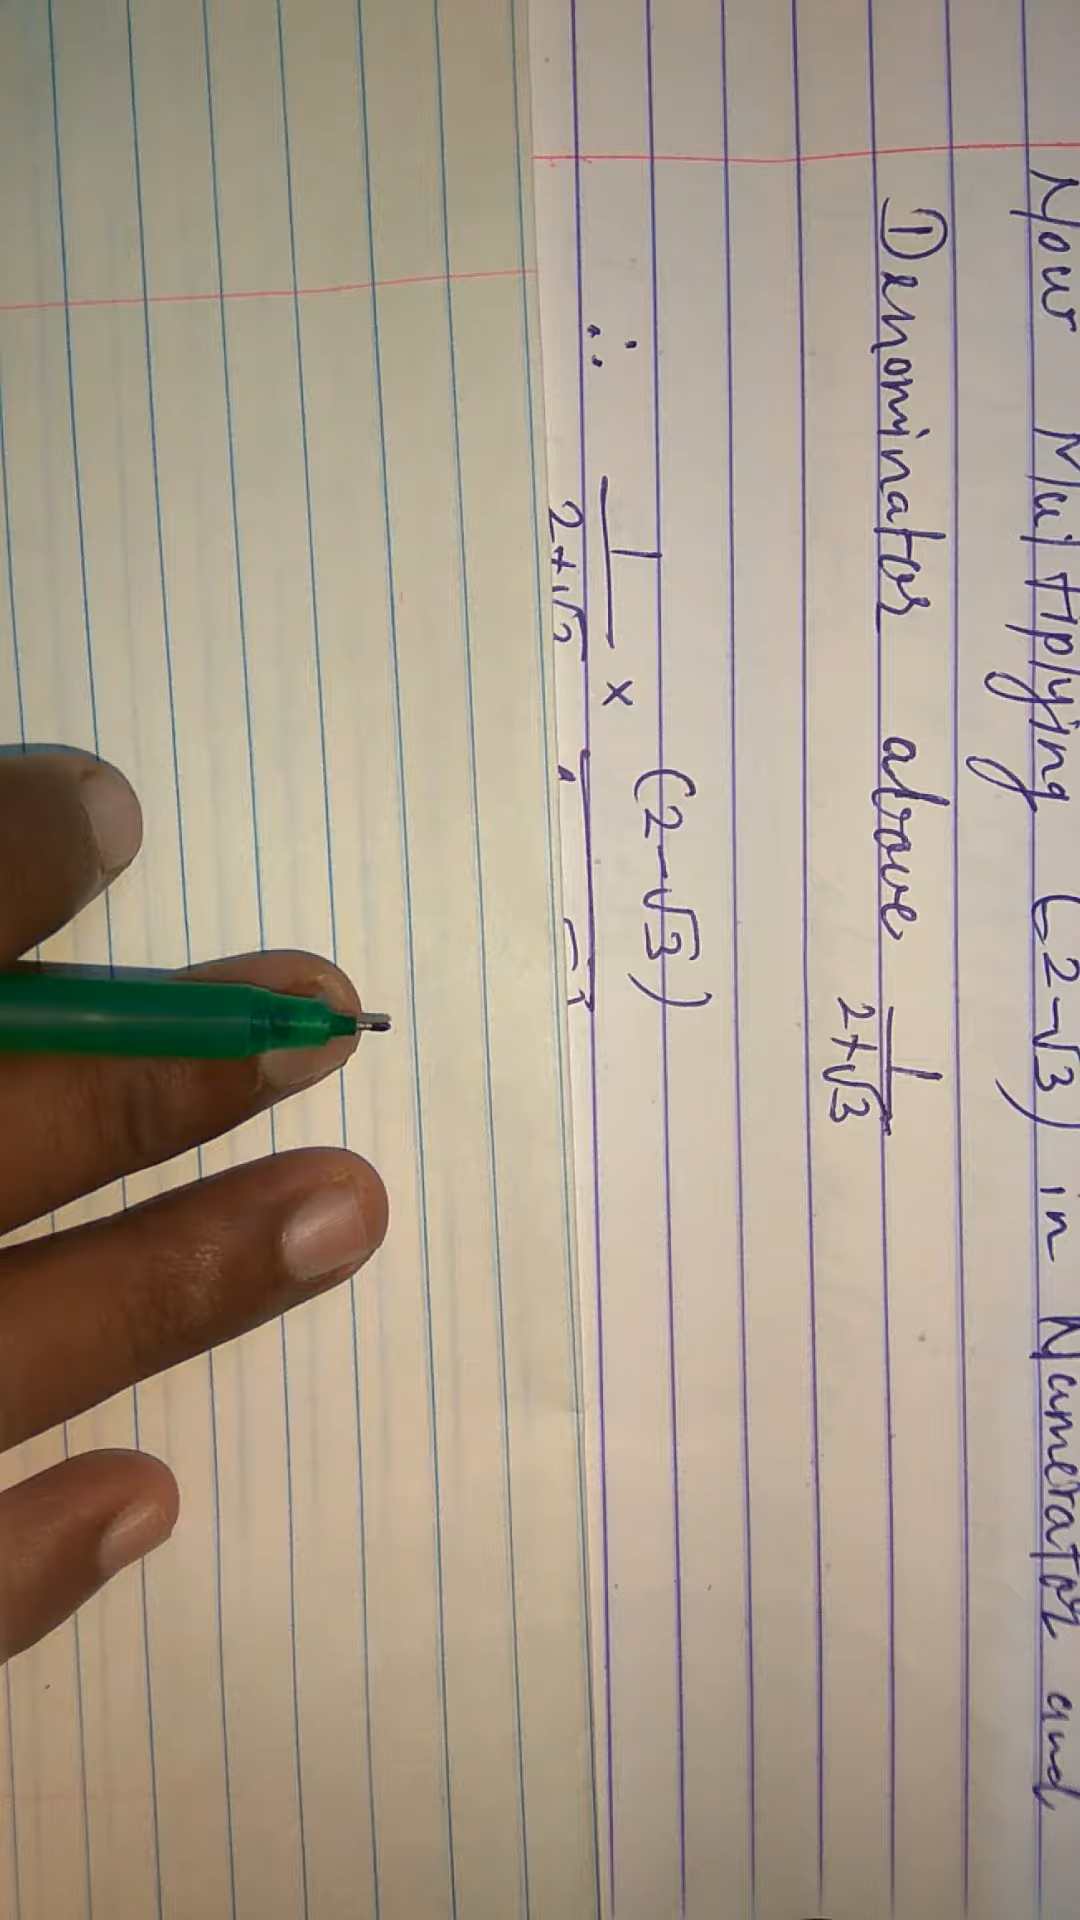 Now Multiplying (2-√3) in Numerator and
Denominator above 1/2+√3
∴ 1/2+√3 × (2-√3)